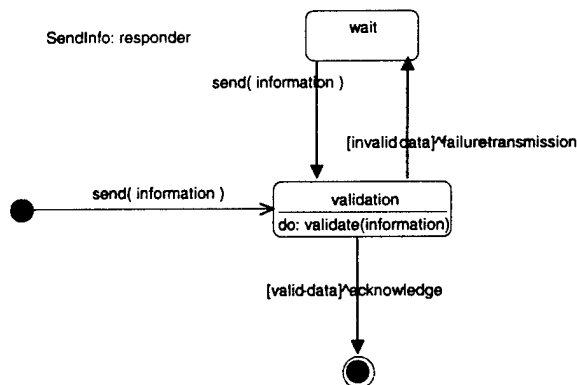 wait
SendInfo: responder
send( information )
[invalid data]^failuretransmission
send( information )
validation
do: validate(information)
[valid-data]^acknowledge